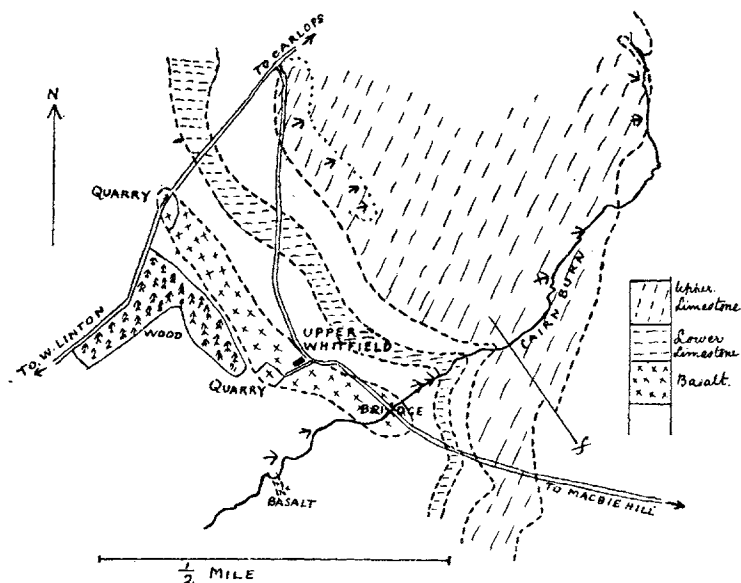 TO CARLOPS
N
QUARRY
CAIRN BURN
Upper.
Limestone
Lower
Limestone
Basalt.
TO W. LINTON
WOOD
UPPER
WHITFIELD
QUARRY
BRIDGE
f
BASALT
TO MACBIE HILL
1/2 MILE